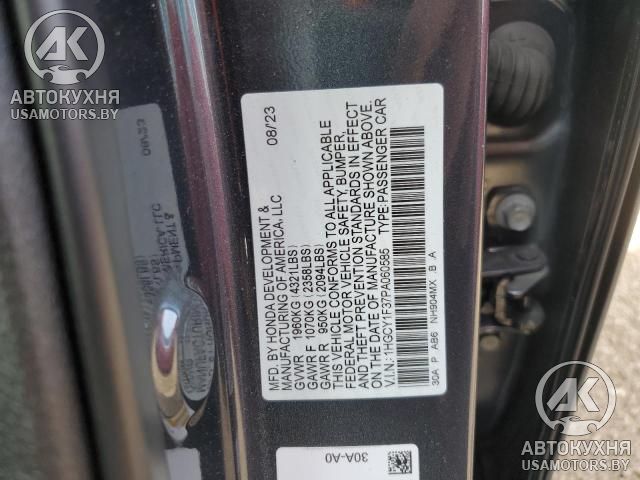 АВТОКУХНЯ
USAMOTORS.BY
MFD. BY HONDA DEVELOPMENT & 08/23
MANUFACTURING OF AMERICA, LLC
GVWR 1960KG (4321LBS)
GAWR F 1070KG (2358LBS)
GAWR R 950KG (2094LBS)
THIS VEHICLE CONFORMS TO ALL APPLICABLE
FEDERAL MOTOR VEHICLE SAFETY, BUMPER,
AND THEFT PREVENTION STANDARDS IN EFFECT
ON THE DATE OF MANUFACTURE SHOWN ABOVE.
V.I.N.: 1HGCY1F37PA060585 TYPE:PASSENGER CAR
30A P A86 NH904MX B A
30A-A0
АВТОКУХНЯ
USAMOTORS.BY